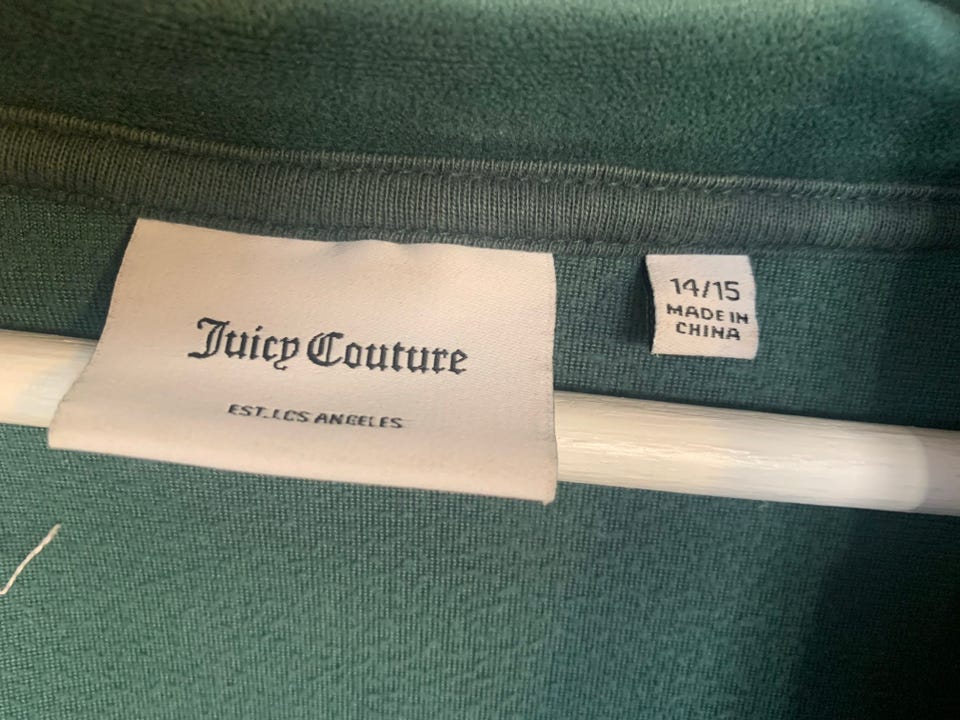 Juicy Couture
EST. LOS ANGELES
14/15
MADE IN
CHINA